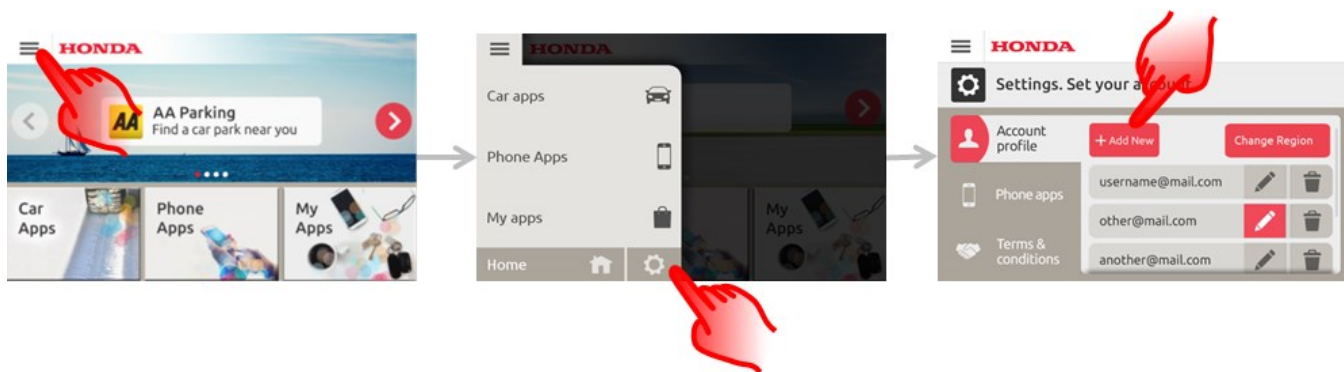 HONDA
AA
AA Parking
Find a car park near you
Car
Apps
Phone
Apps
My
Apps
HONDA
Car apps
Phone Apps
My apps
Home
My
Apps
HONDA
Settings. Set your account
Account
profile
+ Add New
Change Region
username@mail.com
Phone apps
other@mail.com
Terms &
conditions
another@mail.com